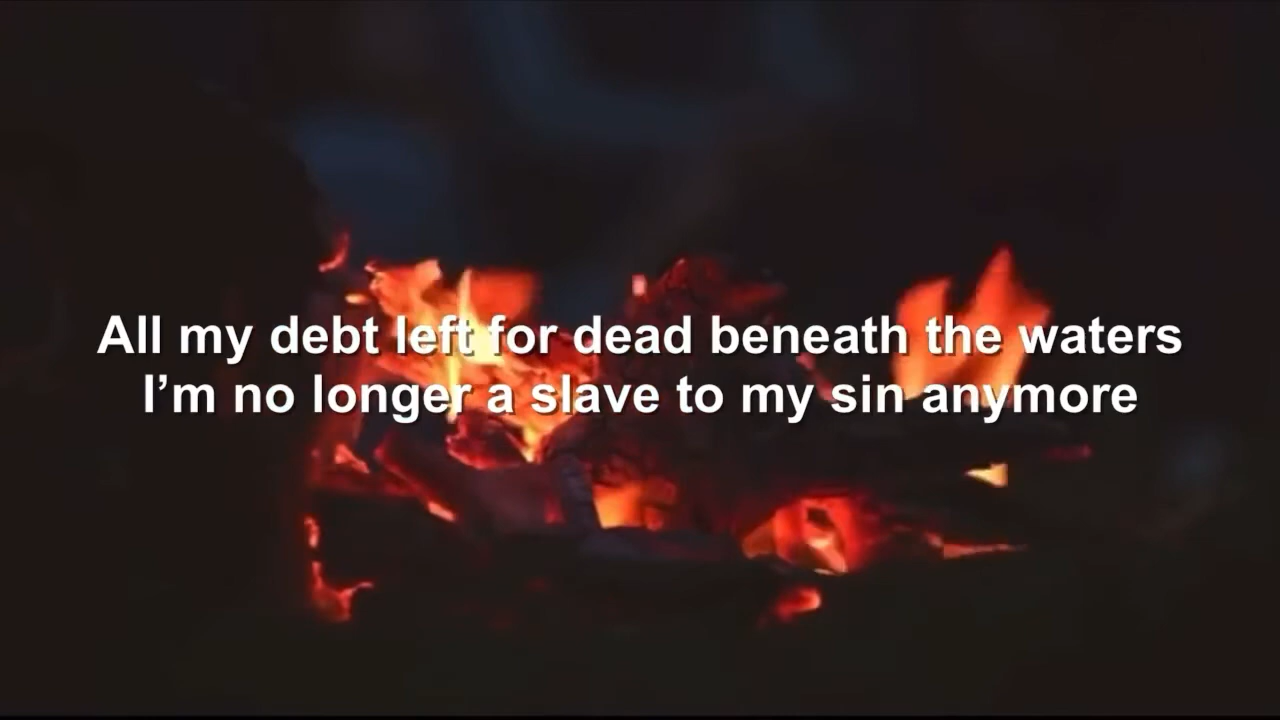 All my debt left for dead beneath the waters
I’m no longer a slave to my sin anymore